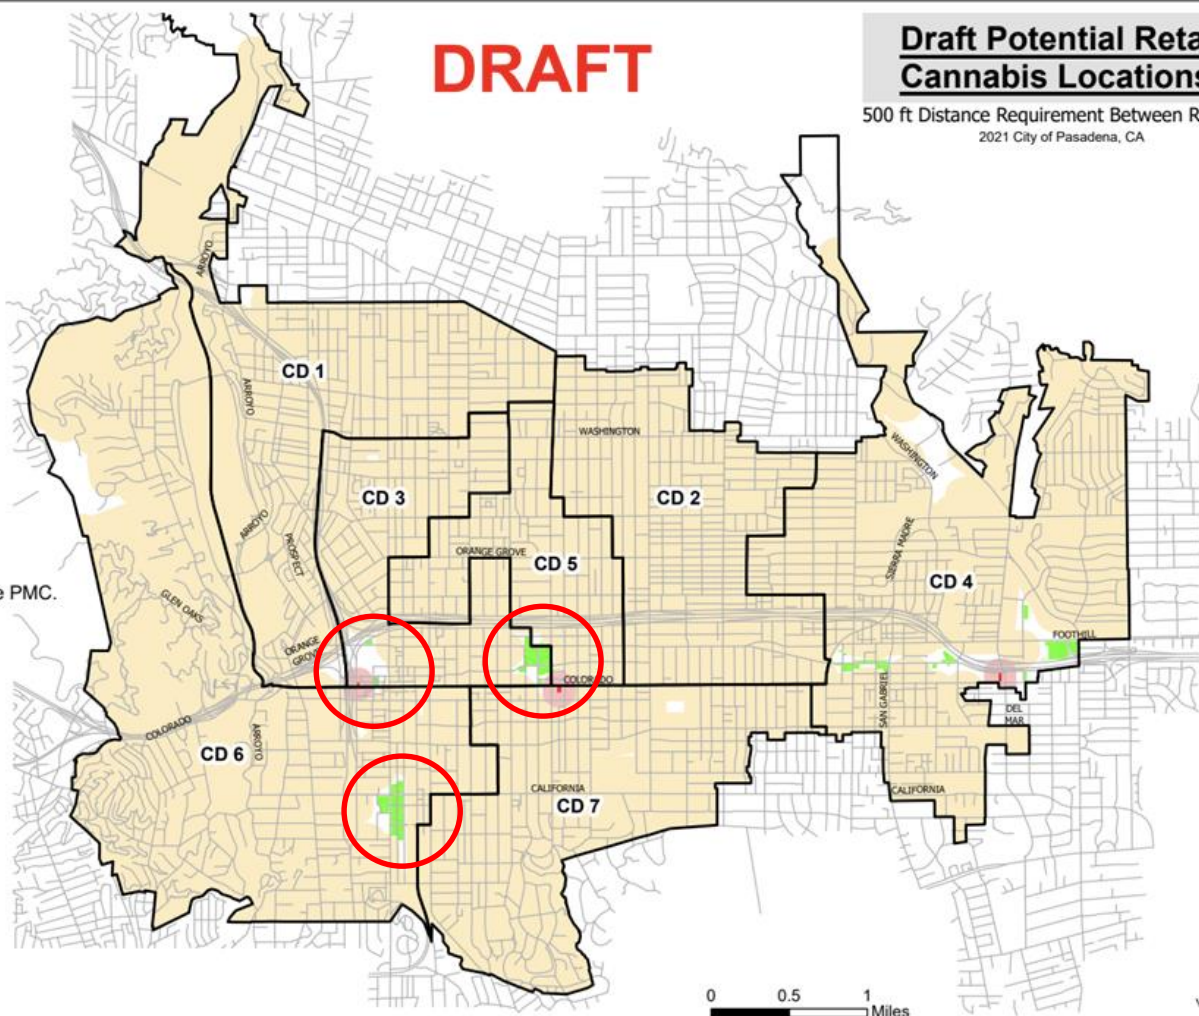 DRAFT
Draft Potential Reta
Cannabis Locations
500 ft Distance Requirement Between R
2021 City of Pasadena, CA
ARROYO
CD 1
ARROYO
WASHINGTON
WASHINGTON
CD 3
CD 2
ARROYO
PROSPECT
ORANGE GROVE
CD 5
SIERRA MADRE
CD 4
e PMC.
GLEN OAKS
ORANGE
GROVE
FOOTHILL
COLORADO
SAN GABRIEL
DEL
MAR
COLORADO
ARROYO
CD 6
CALIFORNIA
CALIFORNIA
CD 7
0 0.5 1
Miles